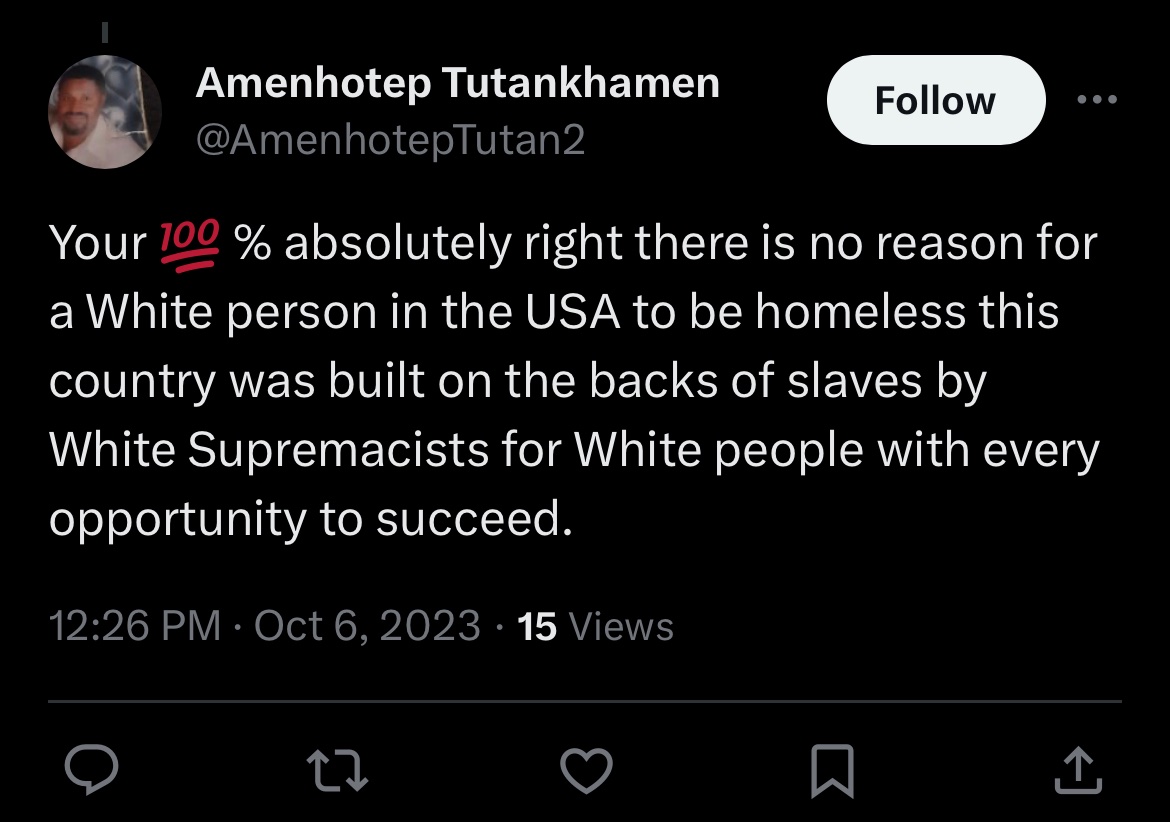 Amenhotep Tutankhamen
@AmenhotepTutan2
Follow
Your 💯 % absolutely right there is no reason for
a White person in the USA to be homeless this
country was built on the backs of slaves by
White Supremacists for White people with every
opportunity to succeed.
12:26 PM · Oct 6, 2023 · 15 Views